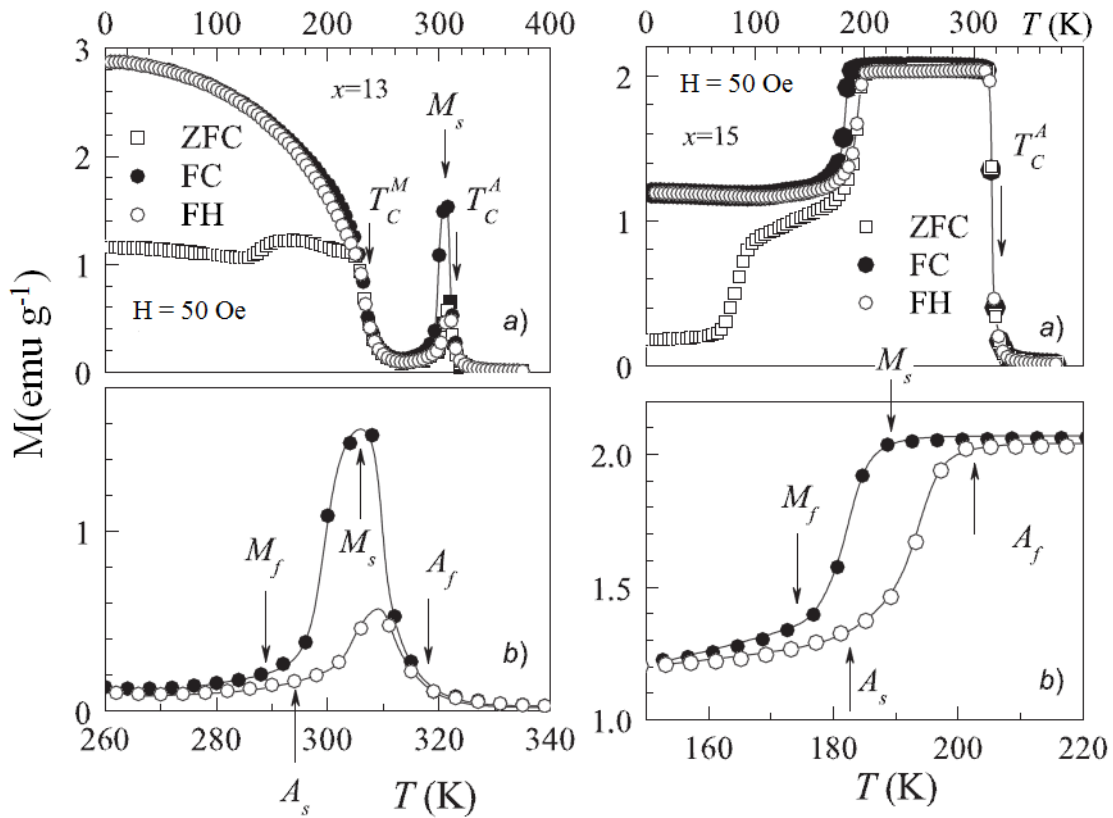 0 100 200 300 400
3
2
1
0
x=13
M_s
□ ZFC
● FC
○ FH
T_C^M
T_C^A
H = 50 Oe
a)
M(emu g⁻¹)
1
0
M_f
M_s
A_f
b)
260 280 300 320 340
A_s
T (K)
0 100 200 300 T (K)
2
1
0
H = 50 Oe
x=15
T_C^A
ZFC □
FC ●
FH ○
a)
M_s
2.0
1.5
1.0
M_f
A_f
A_s
b)
160 180 200 220
T (K)